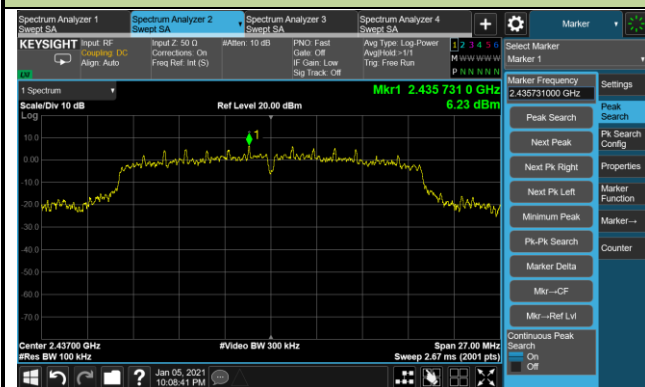 Spectrum Analyzer 1
Swept SA
Spectrum Analyzer 2
Swept SA
Spectrum Analyzer 3
Swept SA
Spectrum Analyzer 4
Swept SA
+
Marker
KEYSIGHT
Input: RF
Coupling: DC
Align: Auto
Input Z: 50 Ω
Corrections: On
Freq Ref: Int (S)
#Atten: 10 dB
PNO: Fast
Gate: Off
IF Gain: Low
Sig Track: Off
Avg Type: Log-Power
Avg|Hold:>1/1
Trig: Free Run
1 2 3 4 5 6
M W W W W W
P N N N N N
Select Marker
Marker 1
1 Spectrum
Mkr1 2.435 731 0 GHz
6.23 dBm
Scale/Div 10 dB
Ref Level 20.00 dBm
Log
10.0
0.00
-10.0
-20.0
-30.0
-40.0
-50.0
-60.0
-70.0
1
Center 2.43700 GHz
#Res BW 100 kHz
#Video BW 300 kHz
Span 27.00 MHz
Sweep 2.67 ms (2001 pts)
Marker Frequency
2.435731000 GHz
Peak Search
Next Peak
Next Pk Right
Next Pk Left
Minimum Peak
Pk-Pk Search
Marker Delta
Mkr→CF
Mkr→Ref Lvl
Continuous Peak
Search
On
Off
Settings
Peak
Search
Pk Search
Config
Properties
Marker
Function
Marker→
Counter
?
Jan 05, 2021
10:08:41 PM